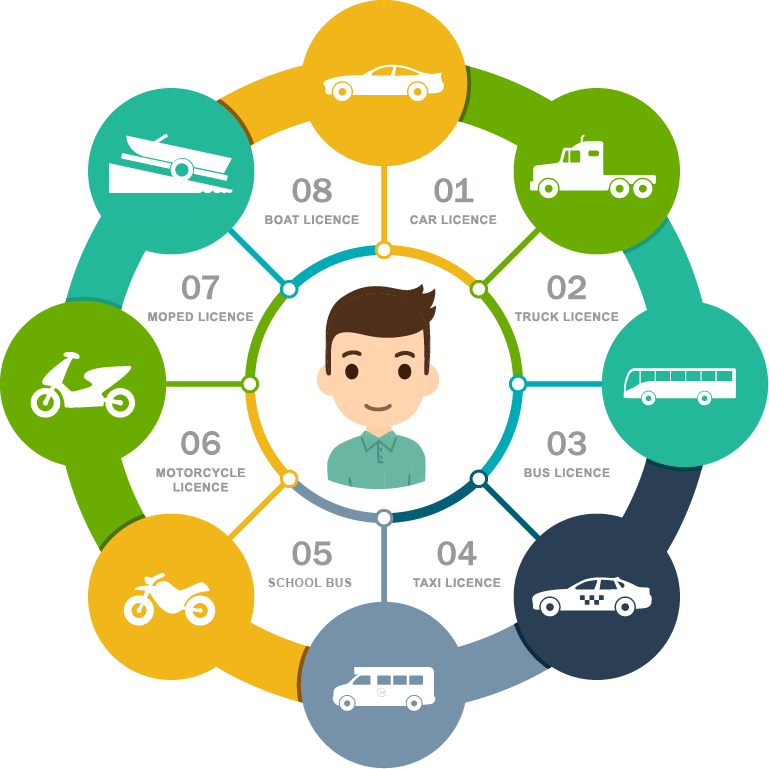 01
CAR LICENCE
02
TRUCK LICENCE
03
BUS LICENCE
04
TAXI LICENCE
05
SCHOOL BUS
06
MOTORCYCLE
LICENCE
07
MOPED LICENCE
08
BOAT LICENCE